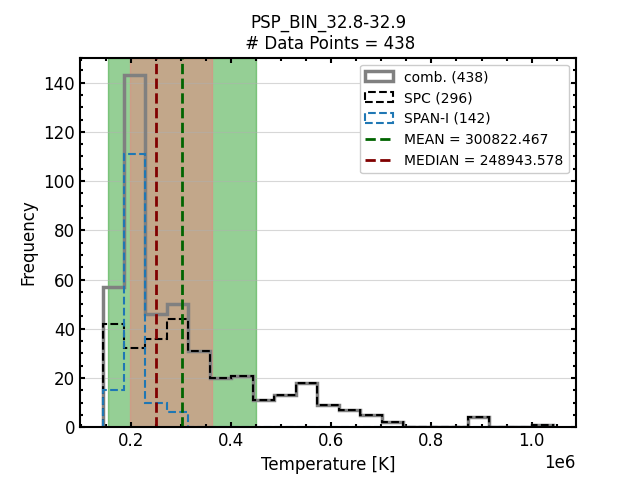 PSP_BIN_32.8-32.9
# Data Points = 438
comb. (438)
SPC (296)
SPAN-I (142)
MEAN = 300822.467
MEDIAN = 248943.578
Frequency
140
120
100
80
60
40
20
0
0.2 0.4 0.6 0.8 1.0
1e6
Temperature [K]